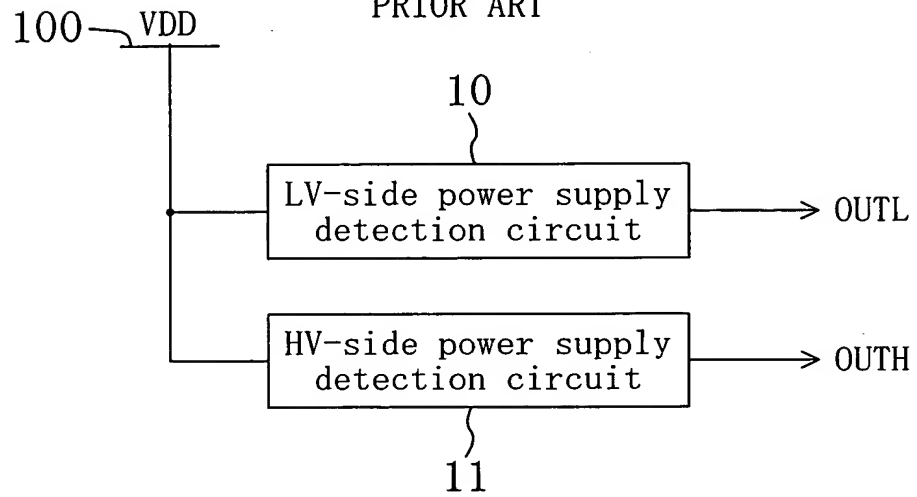 PRIOR ART
100 VDD
10
LV-side power supply
detection circuit
OUTL
HV-side power supply
detection circuit
OUTH
11